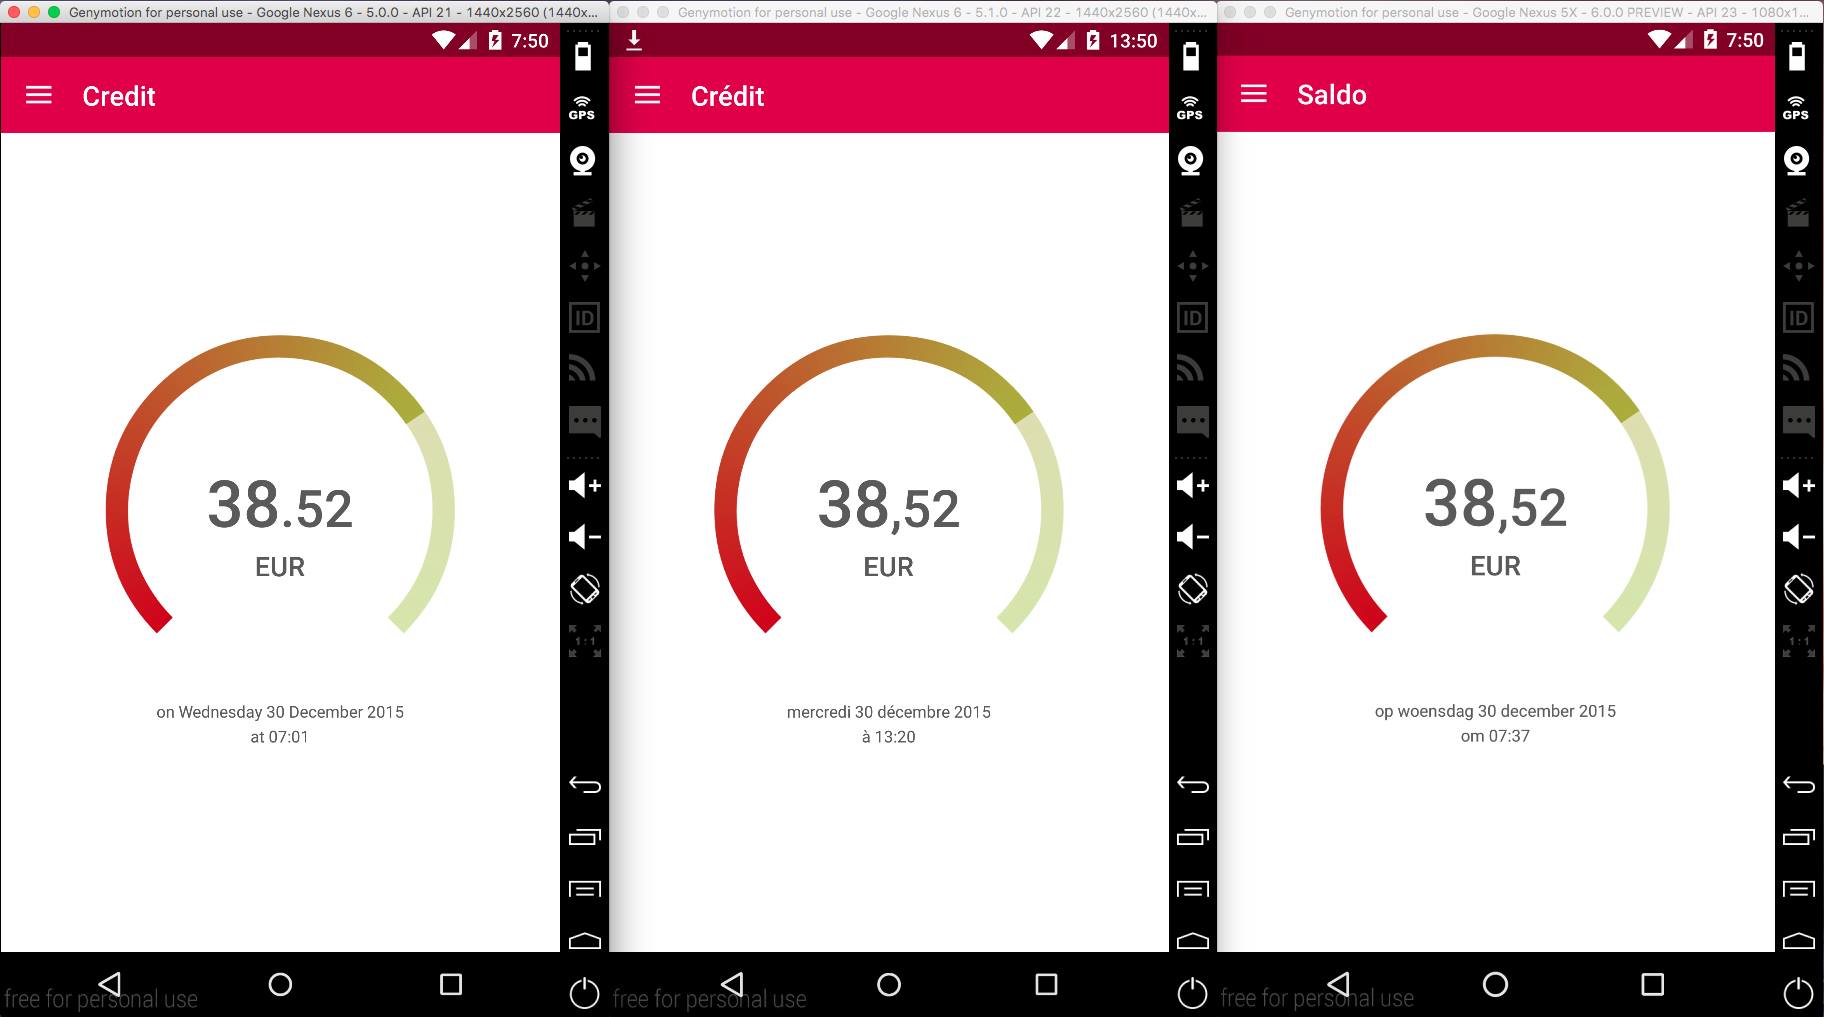 Genymotion for personal use - Google Nexus 6 - 5.0.0 - API 21 - 1440x2560 (1440x...
7:50
Credit
38.52
EUR
on Wednesday 30 December 2015
at 07:01
free for personal use
GPS
ID
1:1
Genymotion for personal use - Google Nexus 6 - 5.1.0 - API 22 - 1440x2560 (1440x...
13:50
Crédit
38,52
EUR
mercredi 30 décembre 2015
à 13:20
free for personal use
GPS
ID
1:1
Genymotion for personal use - Google Nexus 5X - 6.0.0 PREVIEW - API 23 - 1080x1...
7:50
Saldo
38,52
EUR
op woensdag 30 december 2015
om 07:37
free for personal use
GPS
ID
1:1